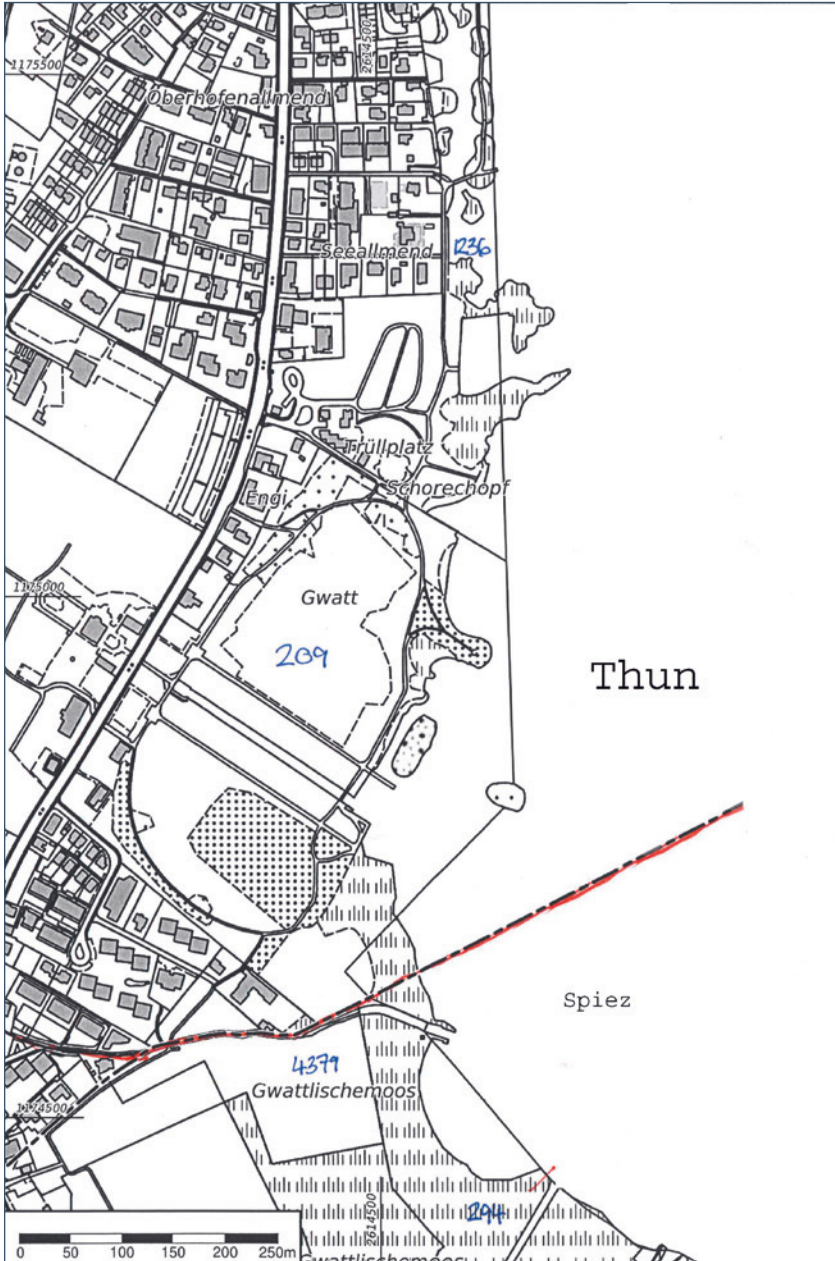 2614500
1175500
Oberhofenallmend
Seeallmend
1236
Trüllplatz
Schorechopf
Engi
1175000
Gwatt
209
Thun
Spiez
4379
Gwattlischemoos
1174500
2614500
294
0 50 100 150 200 250m
Gwattlischemoos